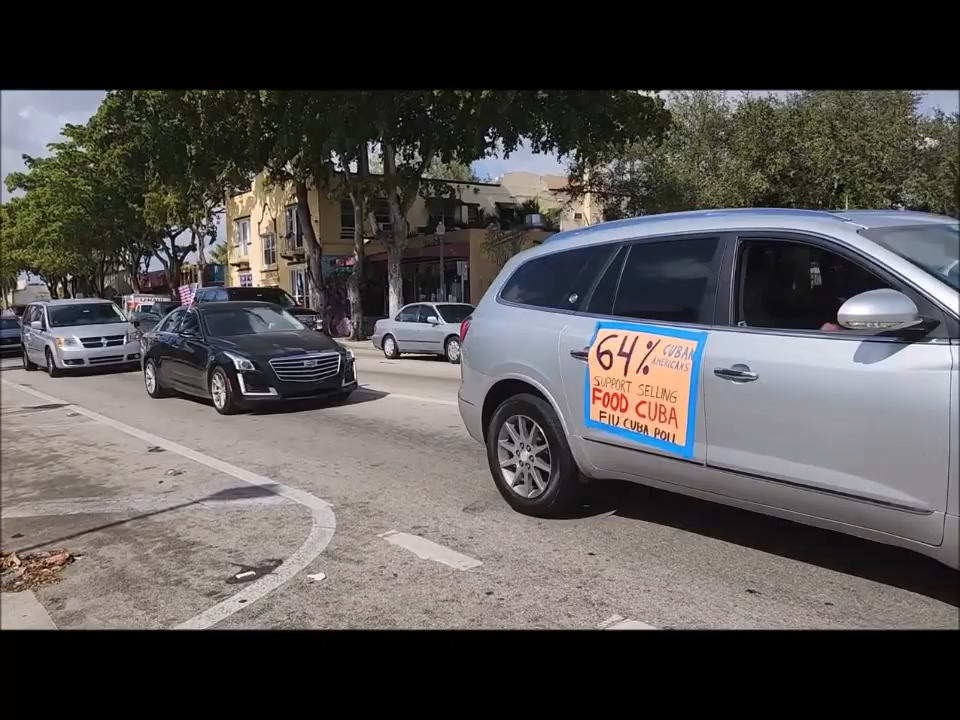 64% CUBAN
AMERICANS
SUPPORT SELLING
FOOD CUBA
FIU CUBA POLL